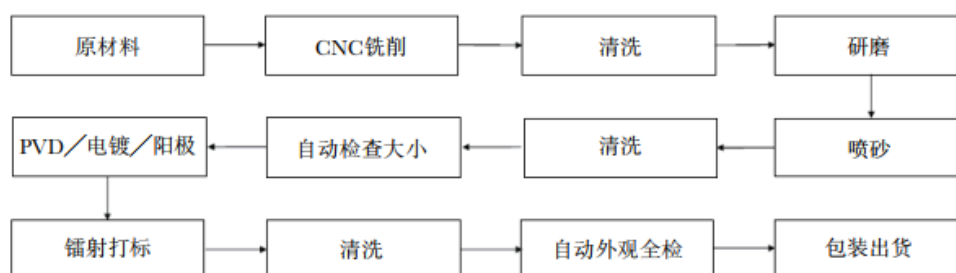 原材料
CNC铣削
清洗
研磨
喷砂
清洗
自动检查大小
PVD／电镀／阳极
镭射打标
清洗
自动外观全检
包装出货